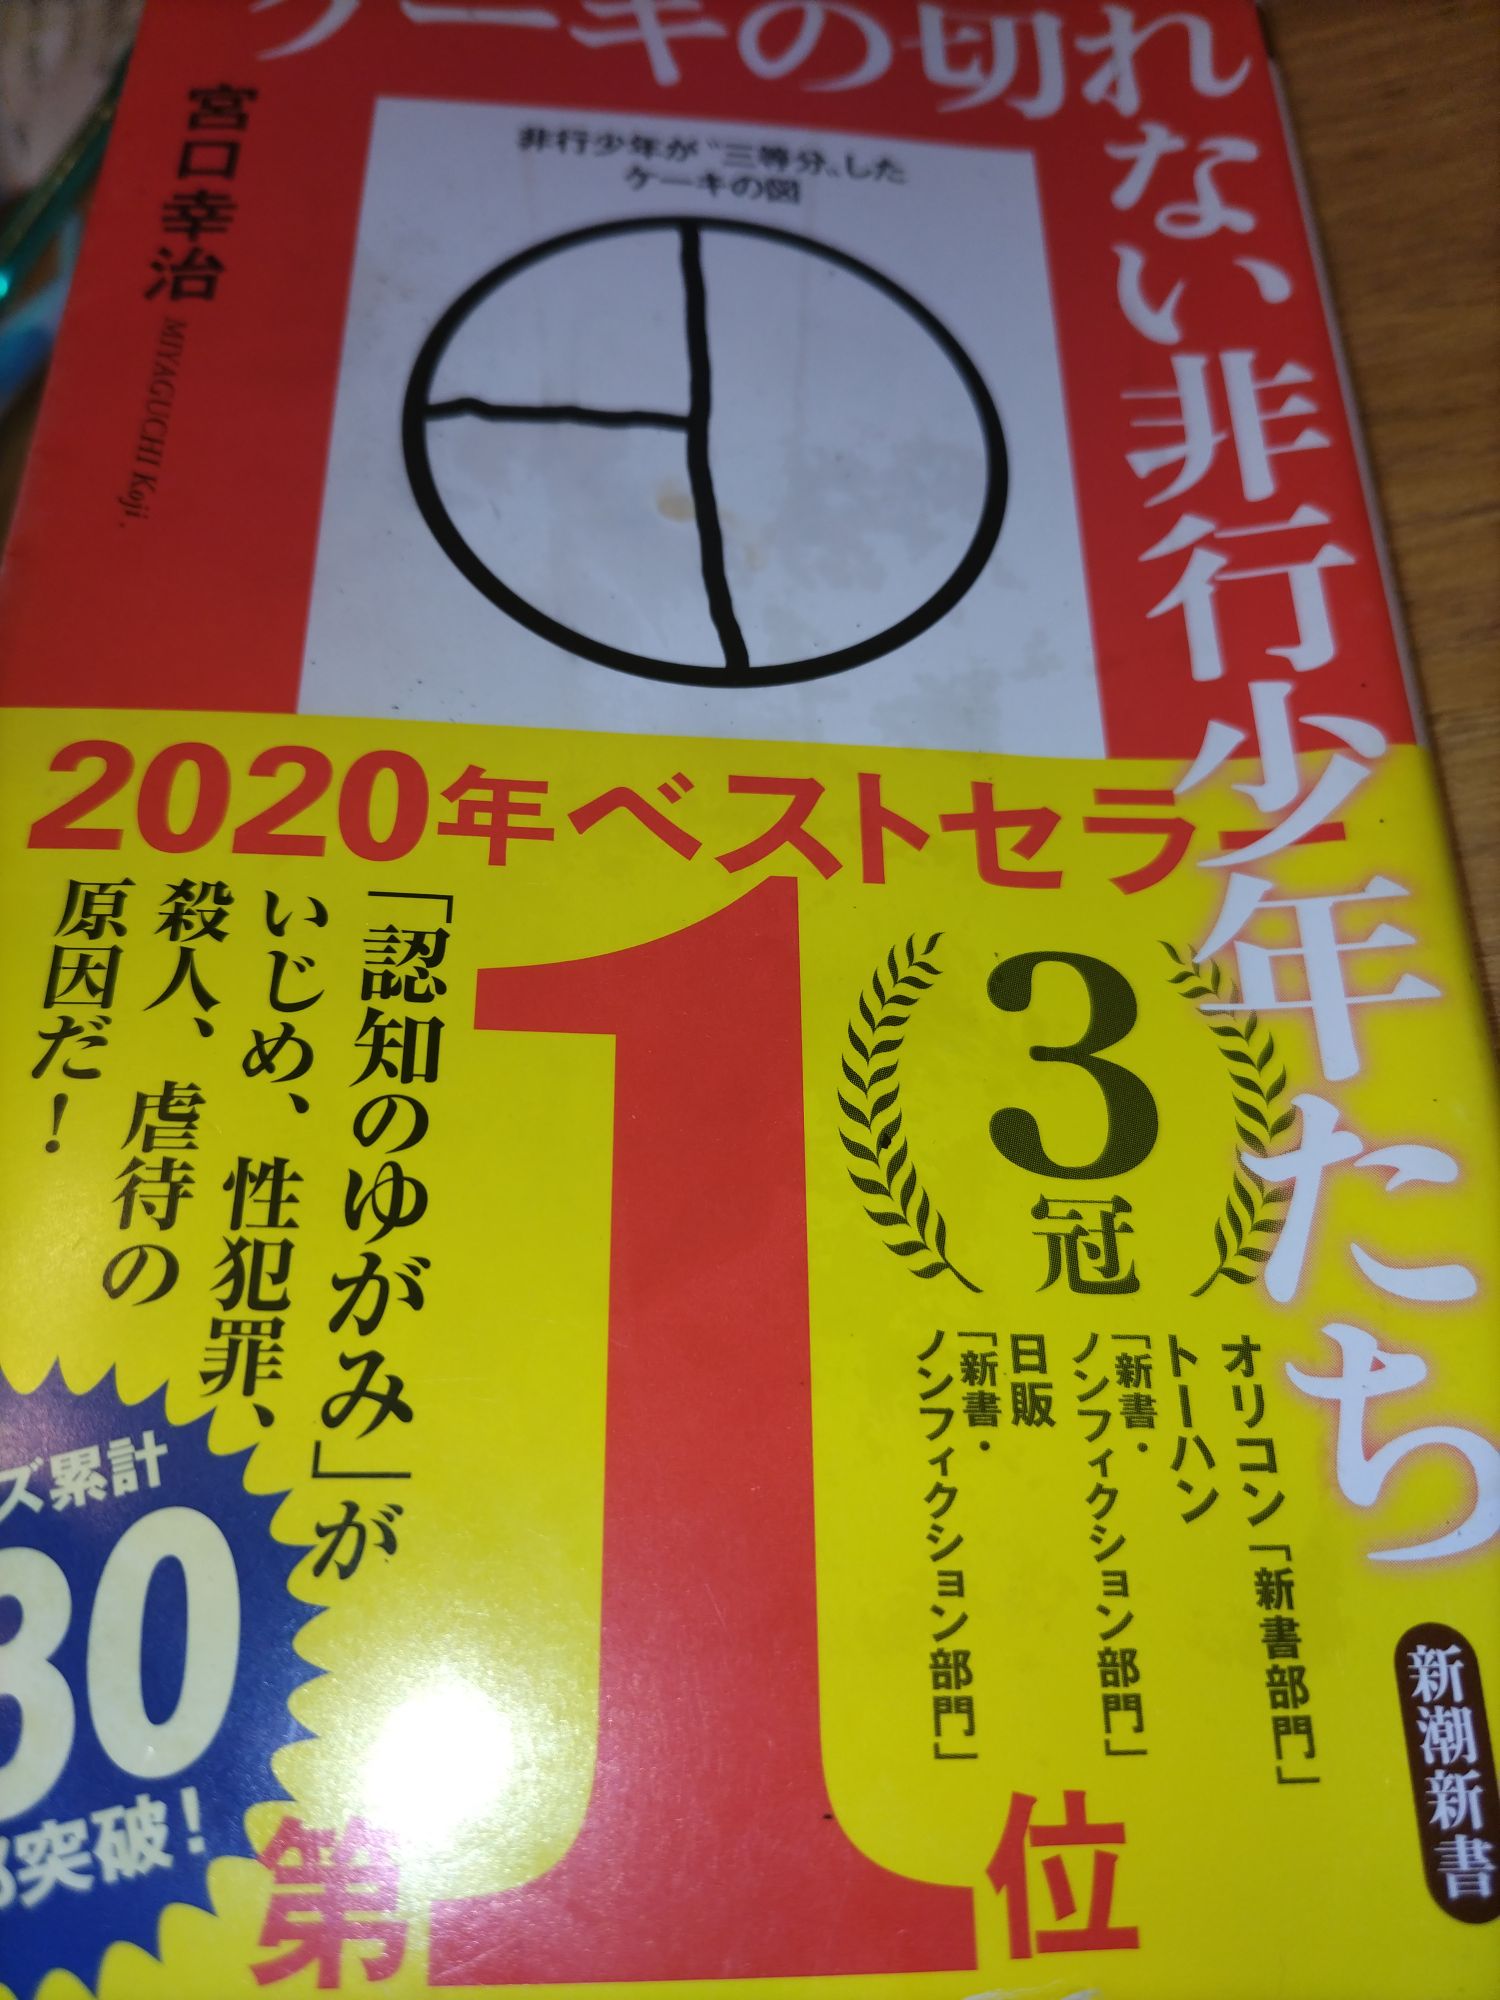 ケーキの切れない非行少年たち
宮口幸治
MIYAGUCHI Koji
非行少年が〝三等分〟した
ケーキの図
2020年ベストセラー
第1位
3冠
オリコン「新書部門」
トーハン
「新書・
ノンフィクション部門」
日販
「新書・
ノンフィクション部門」
「認知のゆがみ」が
いじめ、性犯罪、
殺人、虐待の
原因だ！
ズ累計
80
部突破！
新潮新書